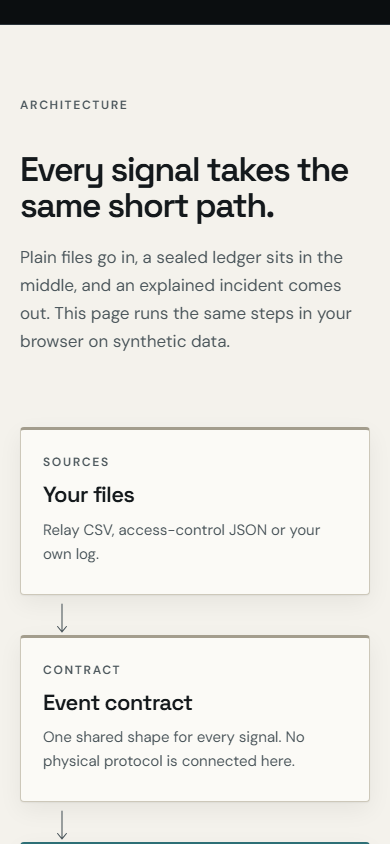 ARCHITECTURE
Every signal takes the
same short path.
Plain files go in, a sealed ledger sits in the
middle, and an explained incident comes
out. This page runs the same steps in your
browser on synthetic data.
SOURCES
Your files
Relay CSV, access-control JSON or your
own log.
CONTRACT
Event contract
One shared shape for every signal. No
physical protocol is connected here.